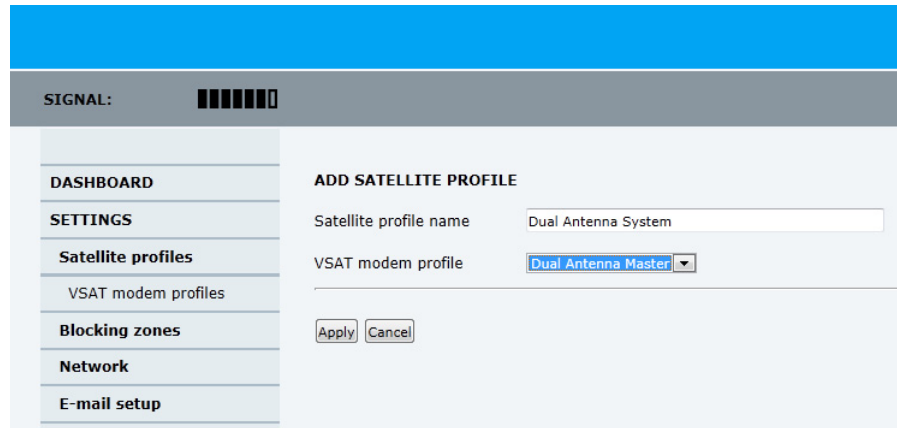 SIGNAL:
DASHBOARD
SETTINGS
Satellite profiles
VSAT modem profiles
Blocking zones
Network
E-mail setup
ADD SATELLITE PROFILE
Satellite profile name Dual Antenna System
VSAT modem profile Dual Antenna Master
Apply Cancel